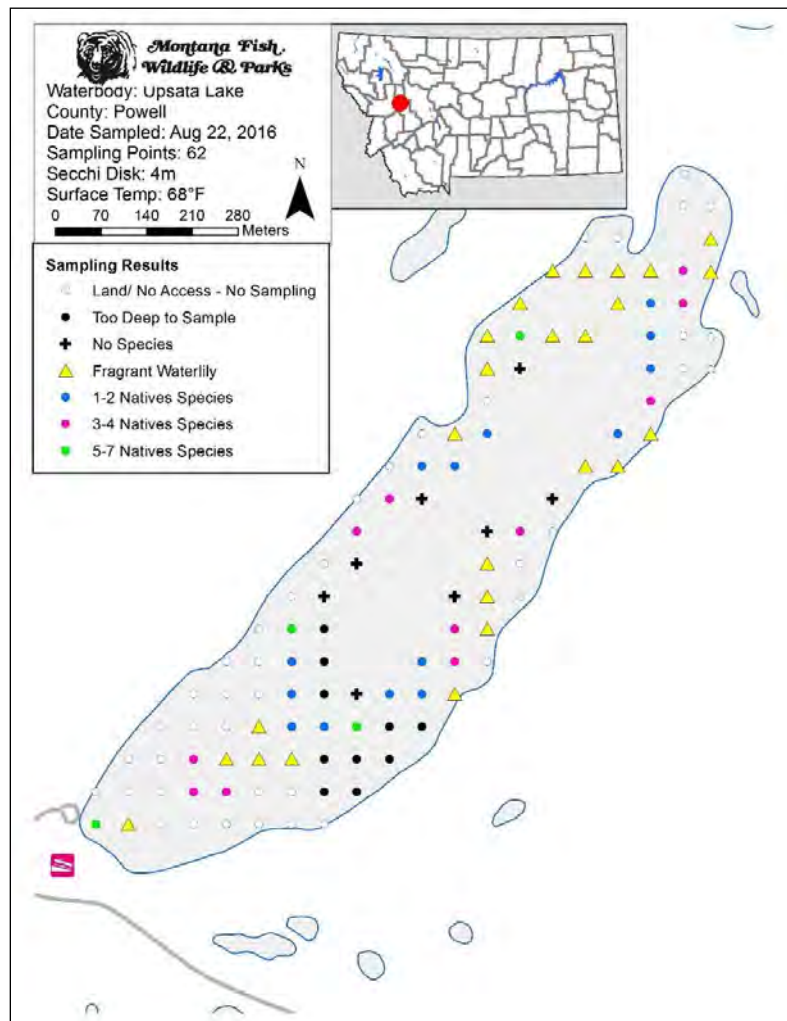 Montana Fish,
Wildlife & Parks
Waterbody: Upsata Lake
County: Powell
Date Sampled: Aug 22, 2016
Sampling Points: 62
Secchi Disk: 4m
Surface Temp: 68°F
N
0 70 140 210 280
Meters
Sampling Results
Land/ No Access - No Sampling
Too Deep to Sample
No Species
Fragrant Waterlily
1-2 Natives Species
3-4 Natives Species
5-7 Natives Species